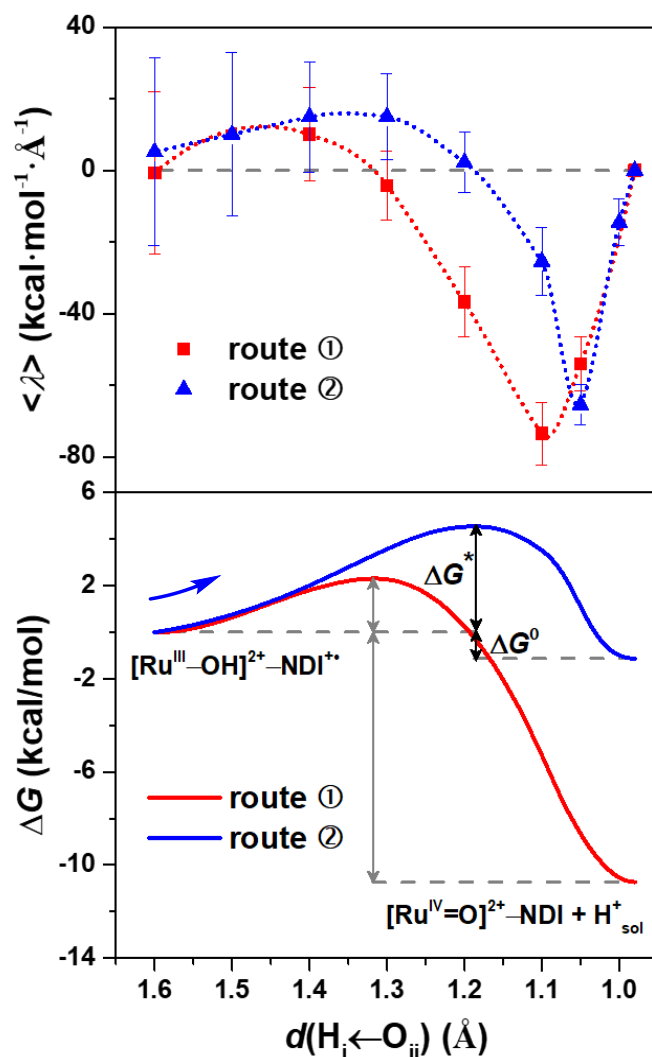 40
0
-40
-80
<λ> (kcal·mol⁻¹·Å⁻¹)
route ①
route ②
6
2
-2
-6
-10
-14
ΔG (kcal/mol)
ΔG*
ΔG⁰
[Ruᴵᴵᴵ–OH]²⁺–NDI⁺•
route ①
route ②
[Ruᴵⱽ=O]²⁺–NDI + H⁺sol
1.6 1.5 1.4 1.3 1.2 1.1 1.0
d(Hᵢ←Oᵢᵢ) (Å)